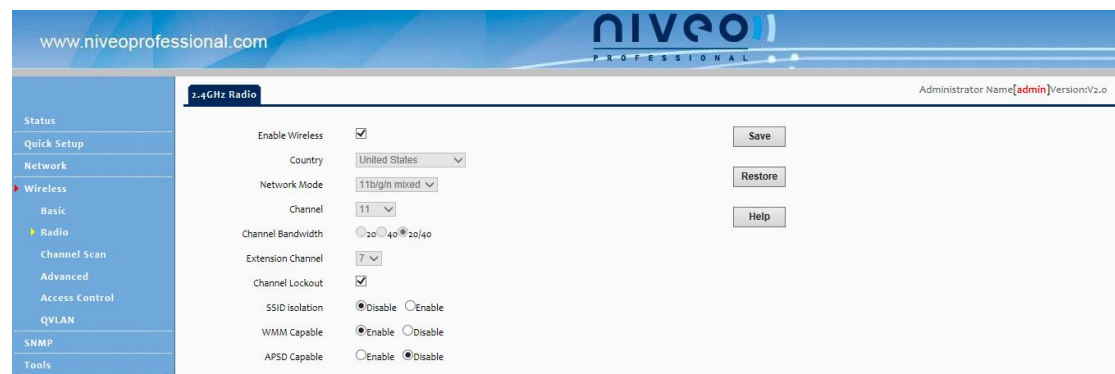 www.niveoprofessional.com
niveo
PROFESSIONAL
2.4GHz Radio
Administrator Name[admin]Version:V2.0
Status
Quick Setup
Network
Wireless
Basic
Radio
Channel Scan
Advanced
Access Control
QVLAN
SNMP
Tools
Enable Wireless
Country United States
Network Mode 11b/g/n mixed
Channel 11
Channel Bandwidth 20 40 20/40
Extension Channel 7
Channel Lockout
SSID isolation Disable Enable
WMM Capable Enable Disable
APSD Capable Enable Disable
Save
Restore
Help